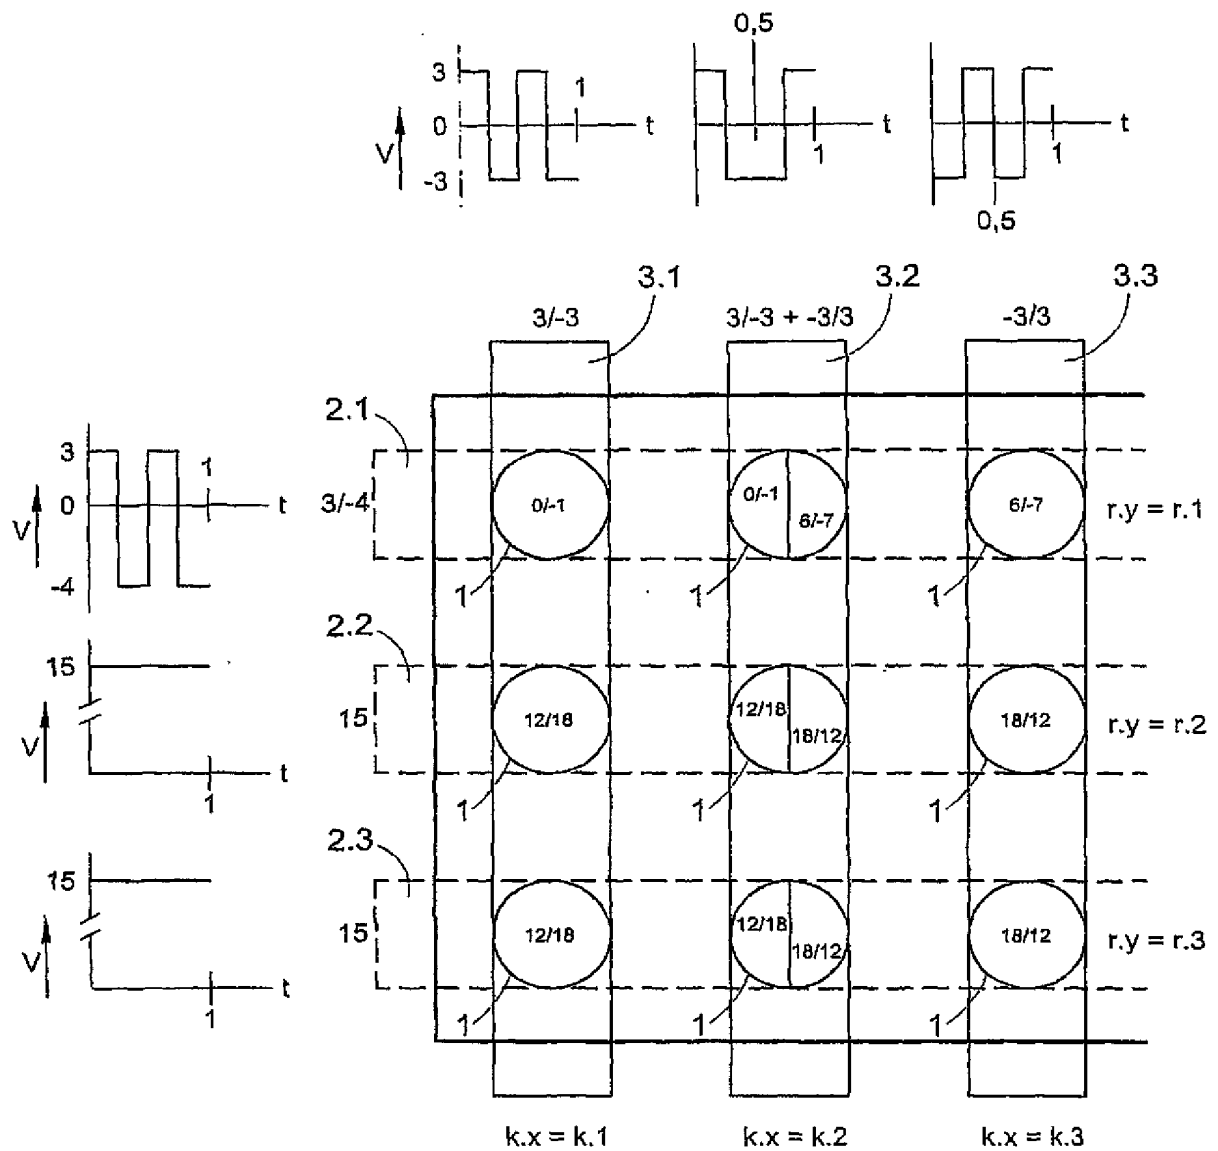 0,5
3
1
0
t
t
1
t
1
V
-3
0,5
3.1
3.2
3.3
3/-3
3/-3 + -3/3
-3/3
2.1
3
1
0
t
V
-4
3/-4
0/-1
0/-1
6/-7
6/-7
r.y = r.1
1
1
1
2.2
15
V
t
1
15
12/18
12/18
18/12
18/12
r.y = r.2
1
1
1
2.3
15
V
t
1
15
12/18
12/18
18/12
18/12
r.y = r.3
1
1
1
k.x = k.1
k.x = k.2
k.x = k.3